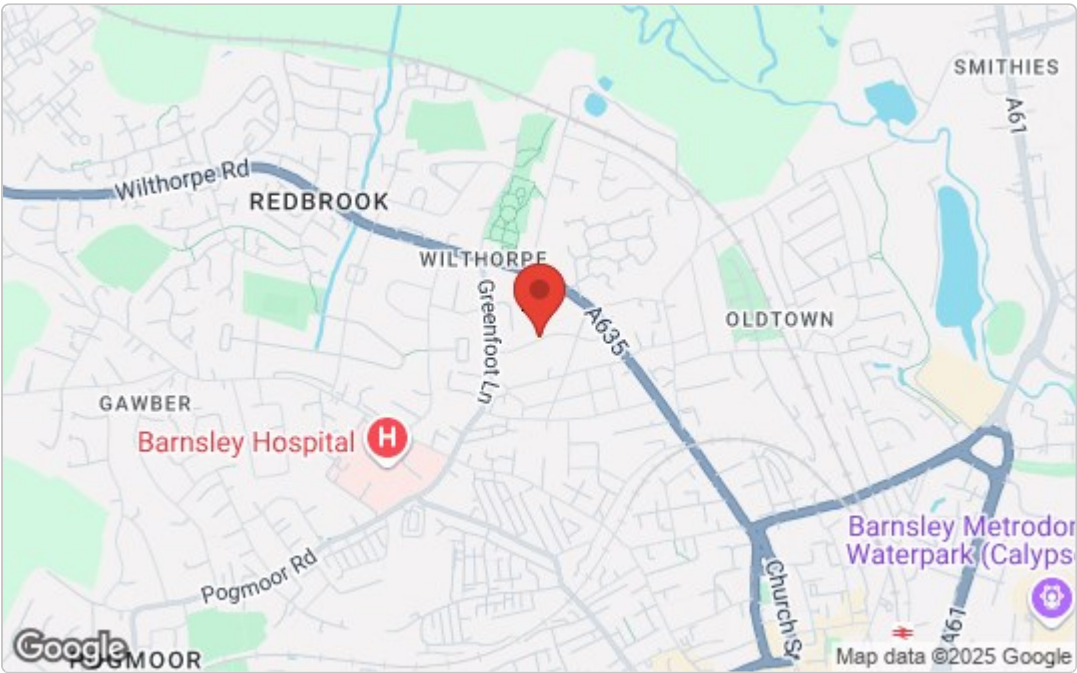 SMITHIES
A61
Wilthorpe Rd
REDBROOK
WILTHORPE
Greenfoot Ln
A635
OLDTOWN
GAWBER
Barnsley Hospital
H
Barnsley Metrodor
Waterpark (Calyps
Pogmoor Rd
Church St
A61
Google
POGMOOR
Map data ©2025 Google